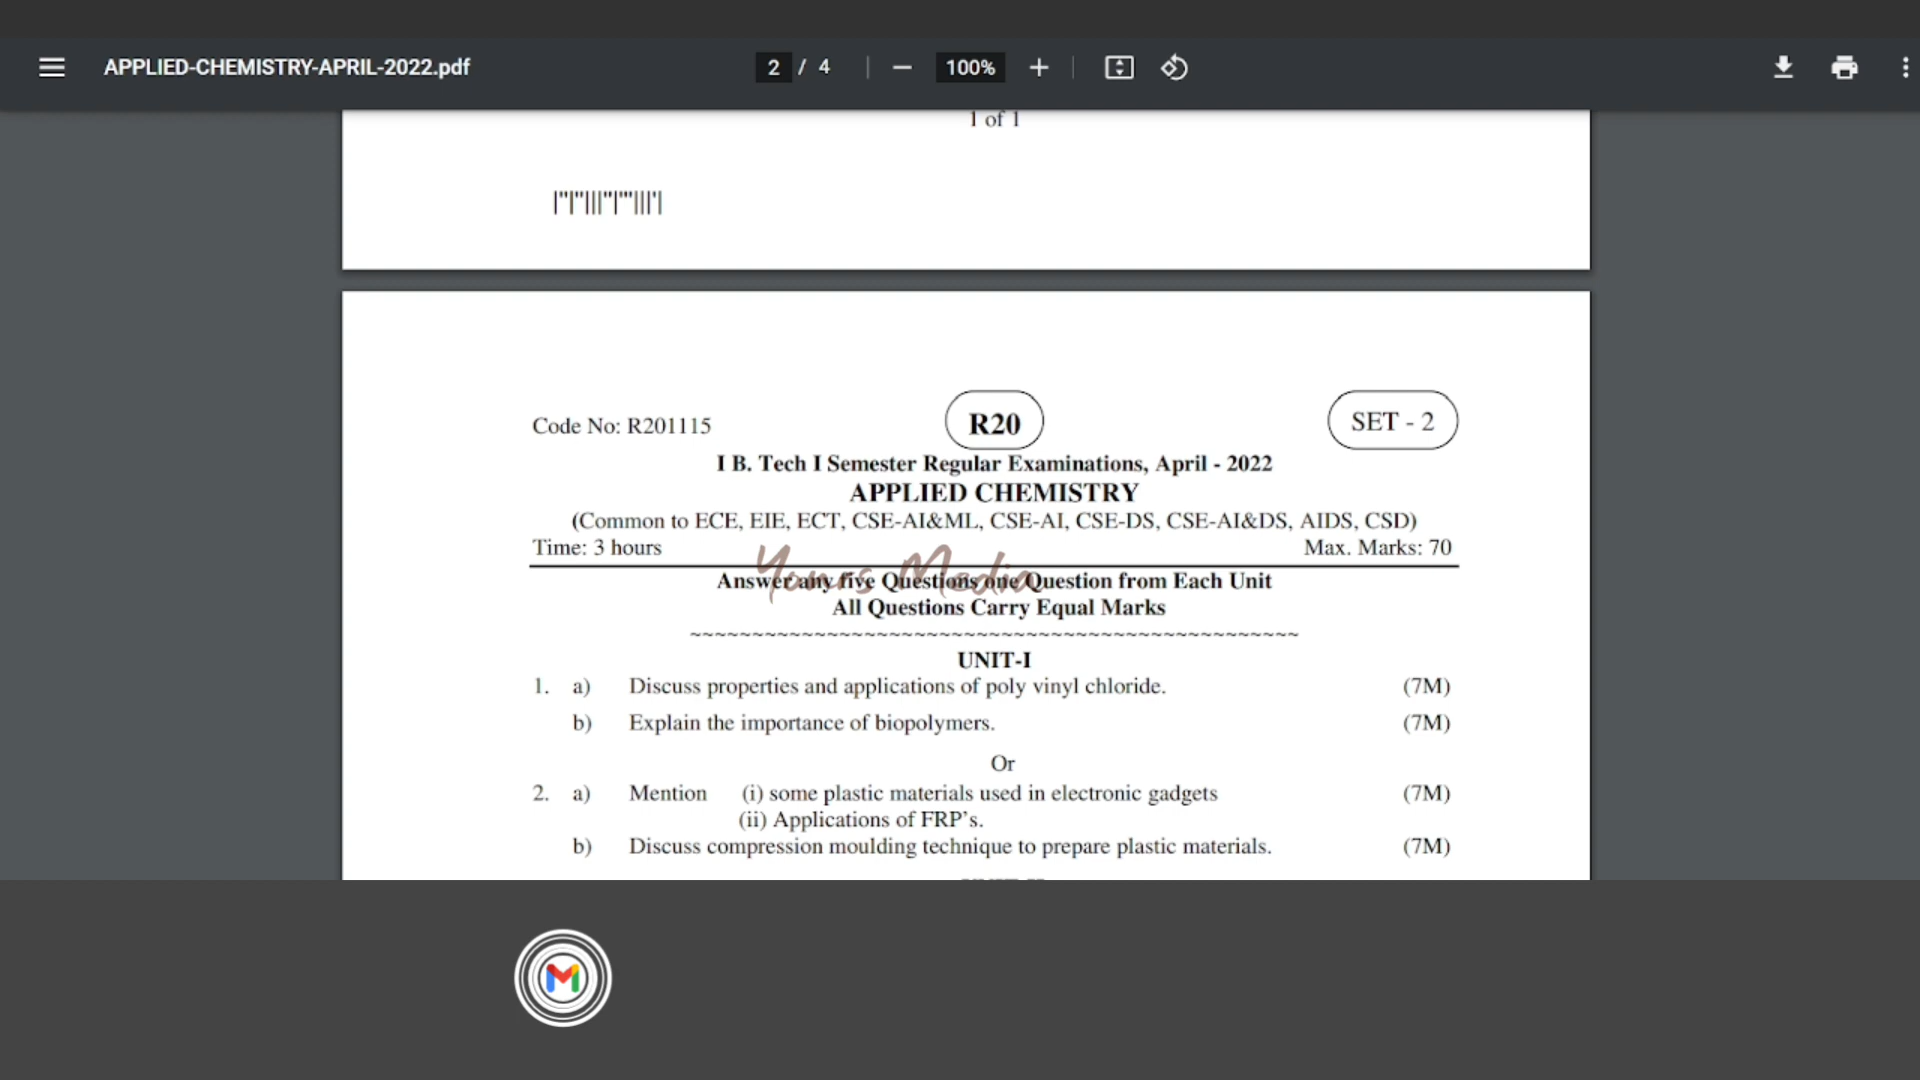 APPLIED-CHEMISTRY-APRIL-2022.pdf 2 / 4 100%
1 of 1
|"|"|||"|"'|||'|
Code No: R201115 R20 SET - 2
I B. Tech I Semester Regular Examinations, April - 2022
APPLIED CHEMISTRY
(Common to ECE, EIE, ECT, CSE-AI&ML, CSE-AI, CSE-DS, CSE-AI&DS, AIDS, CSD)
Time: 3 hours Max. Marks: 70
Yours Media
Answer any five Questions one Question from Each Unit
All Questions Carry Equal Marks
~~~~~~~~~~~~~~~~~~~~~~~~~~~~~~~~~~~~~~~~~~~~~~~~~
UNIT-I
1. a) Discuss properties and applications of poly vinyl chloride. (7M)
b) Explain the importance of biopolymers. (7M)
Or
2. a) Mention (i) some plastic materials used in electronic gadgets (7M)
(ii) Applications of FRP's.
b) Discuss compression moulding technique to prepare plastic materials. (7M)